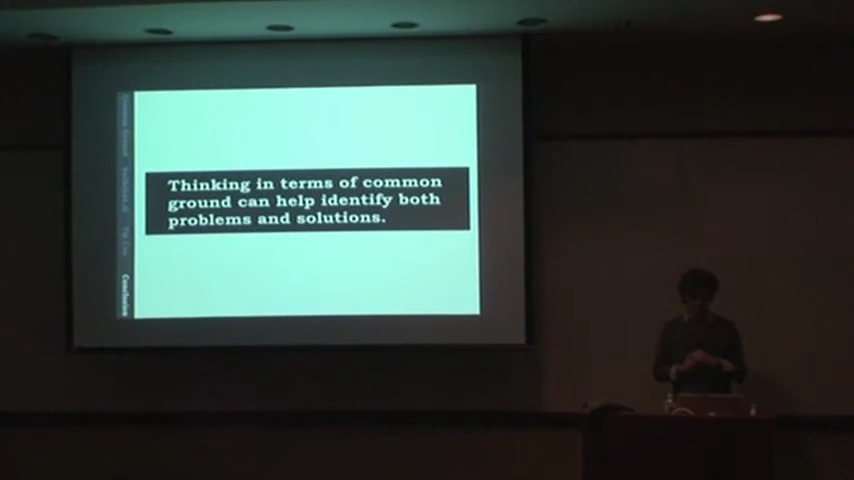 Thinking in terms of common
ground can help identify both
problems and solutions.
Conclusion